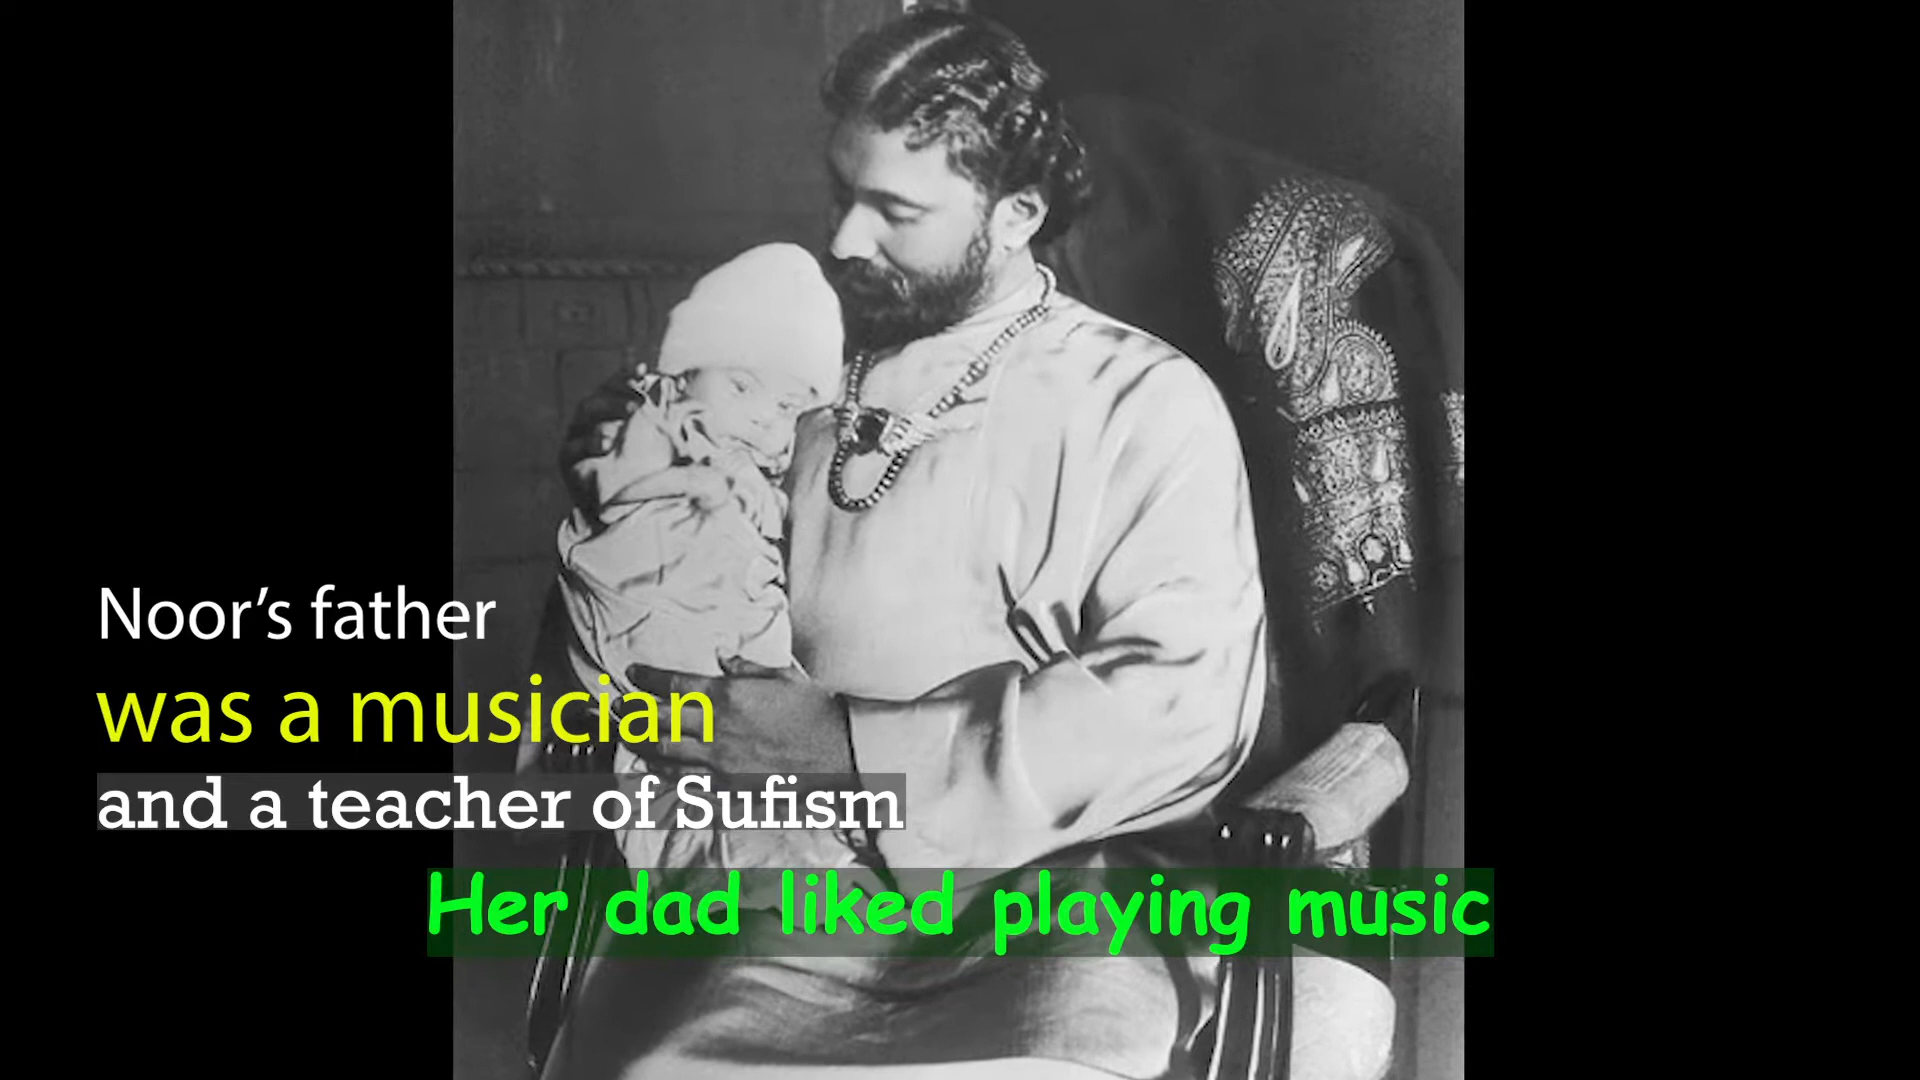 Noor’s father
was a musician
and a teacher of Sufism
Her dad liked playing music